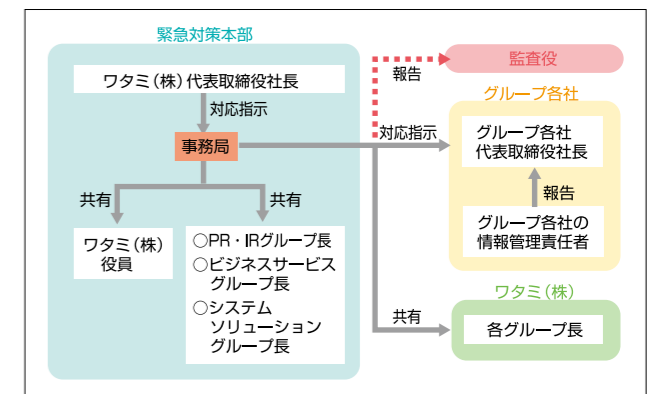 緊急対策本部
ワタミ(株)代表取締役社長
対応指示
事務局
共有
共有
ワタミ(株)
役員
○PR・IRグループ長
○ビジネスサービス
グループ長
○システム
ソリューション
グループ長
報告
監査役
グループ各社
対応指示
グループ各社
代表取締役社長
報告
グループ各社の
情報管理責任者
ワタミ(株)
共有
各グループ長